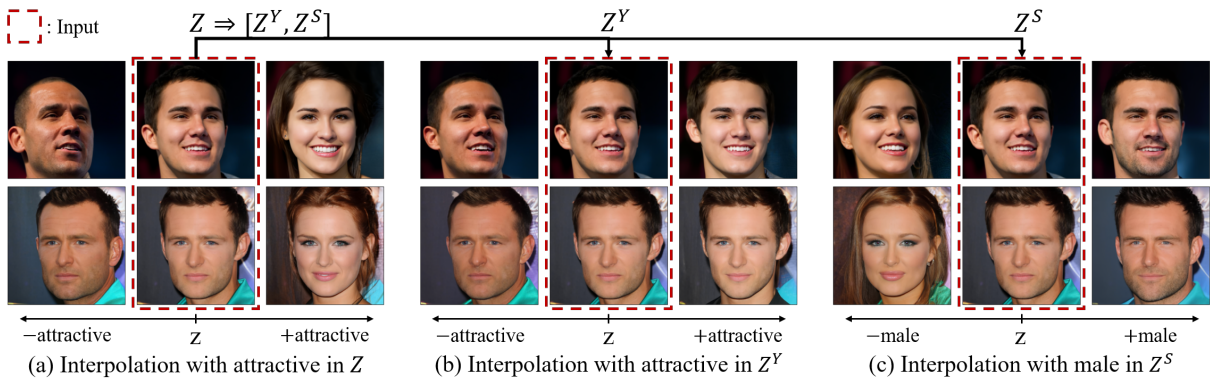 : Input
Z ⇒ [Z^Y, Z^S]
Z^Y
Z^S
−attractive z +attractive
−attractive z +attractive
−male z +male
(a) Interpolation with attractive in Z
(b) Interpolation with attractive in Z^Y
(c) Interpolation with male in Z^S